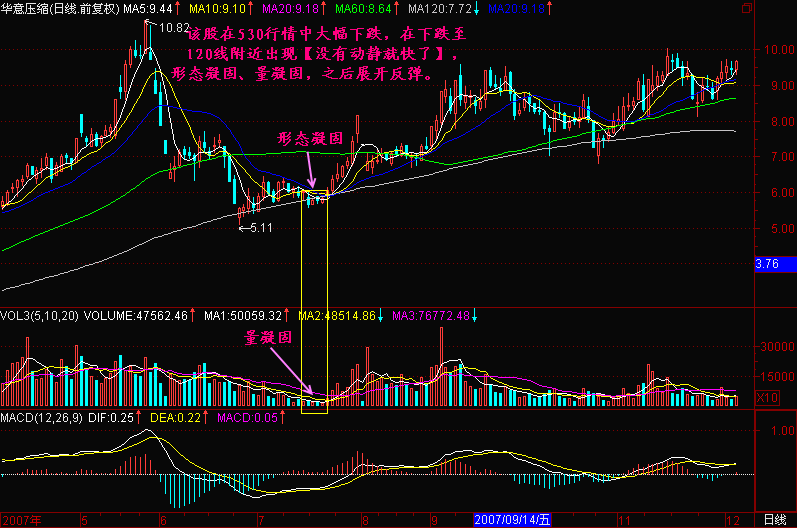 华意压缩(日线.前复权) MA5:9.44↑ MA10:9.10↑ MA20:9.18↑ MA60:8.64↑ MA120:7.72↓ MA20:9.18↑
10.82
该股在530行情中大幅下跌，在下跌至
120线附近出现【没有动静就快了】，
形态凝固、量凝固，之后展开反弹。
10.00
9.00
8.00
形态凝固
7.00
6.00
5.00
5.11
3.76
VOL3(5,10,20) VOLUME:47562.46↑ MA1:50059.32↑ MA2:48514.86↓ MA3:76772.48↓
量凝固
30000
15000
X10
MACD(12,26,9) DIF:0.25↑ DEA:0.22↑ MACD:0.05↑
1.00
0.00
2007年 5 6 7 8 9 2007/09/14/五 11 12 日线